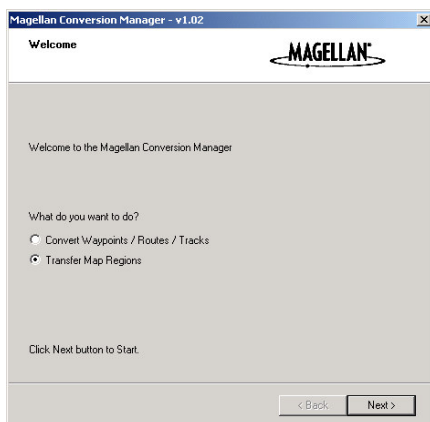 Magellan Conversion Manager - v1.02
Welcome
MAGELLAN
Welcome to the Magellan Conversion Manager
What do you want to do?
Convert Waypoints / Routes / Tracks
Transfer Map Regions
Click Next button to Start.
< Back Next >